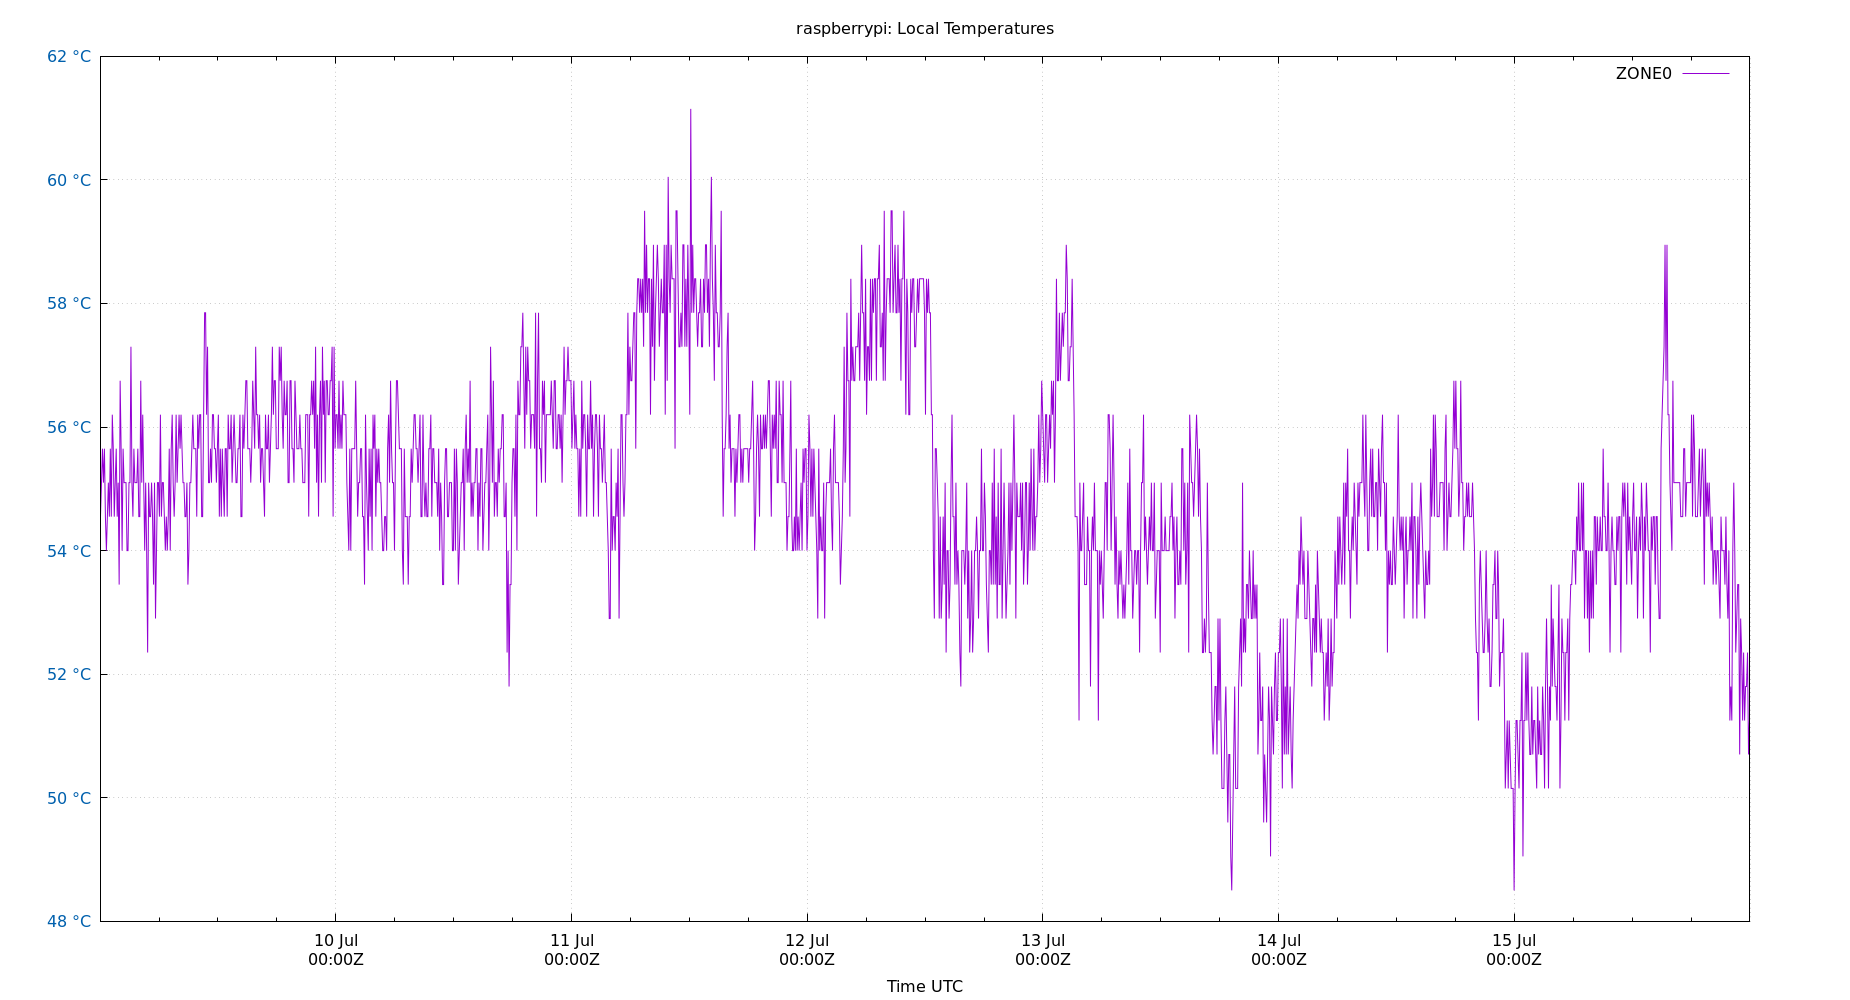 raspberrypi: Local Temperatures
62 °C
ZONE0
60 °C
58 °C
56 °C
54 °C
52 °C
50 °C
48 °C
10 Jul 11 Jul 12 Jul 13 Jul 14 Jul 15 Jul
00:00Z 00:00Z 00:00Z 00:00Z 00:00Z 00:00Z
Time UTC